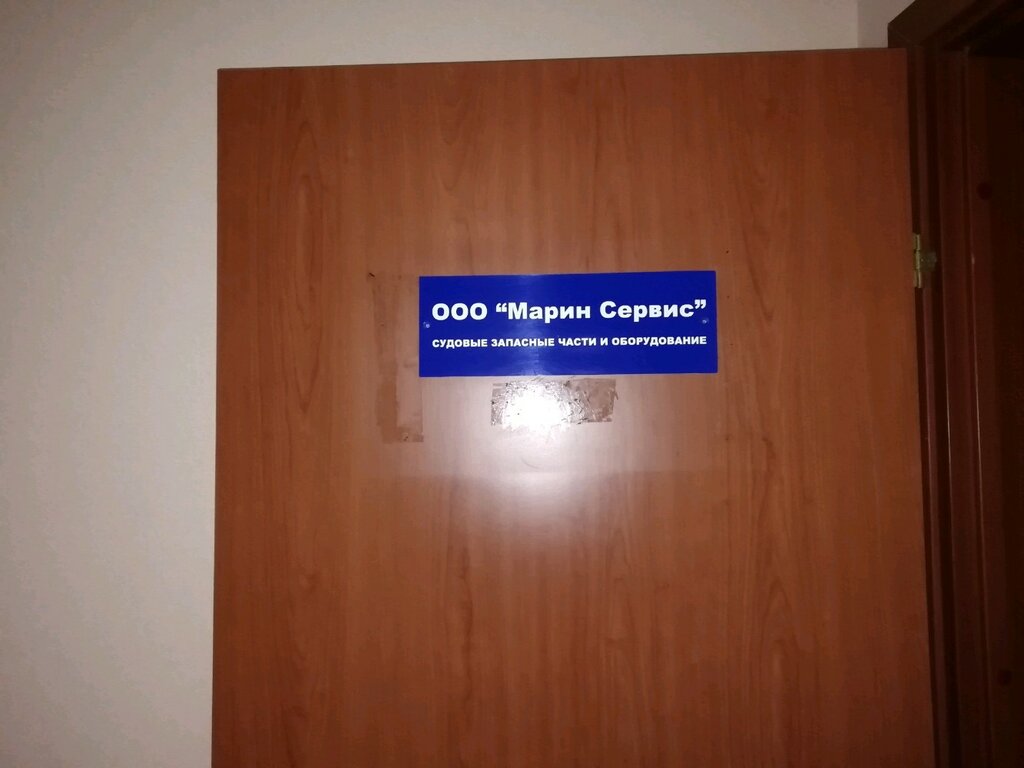 ООО “Марин Сервис”
СУДОВЫЕ ЗАПАСНЫЕ ЧАСТИ И ОБОРУДОВАНИЕ